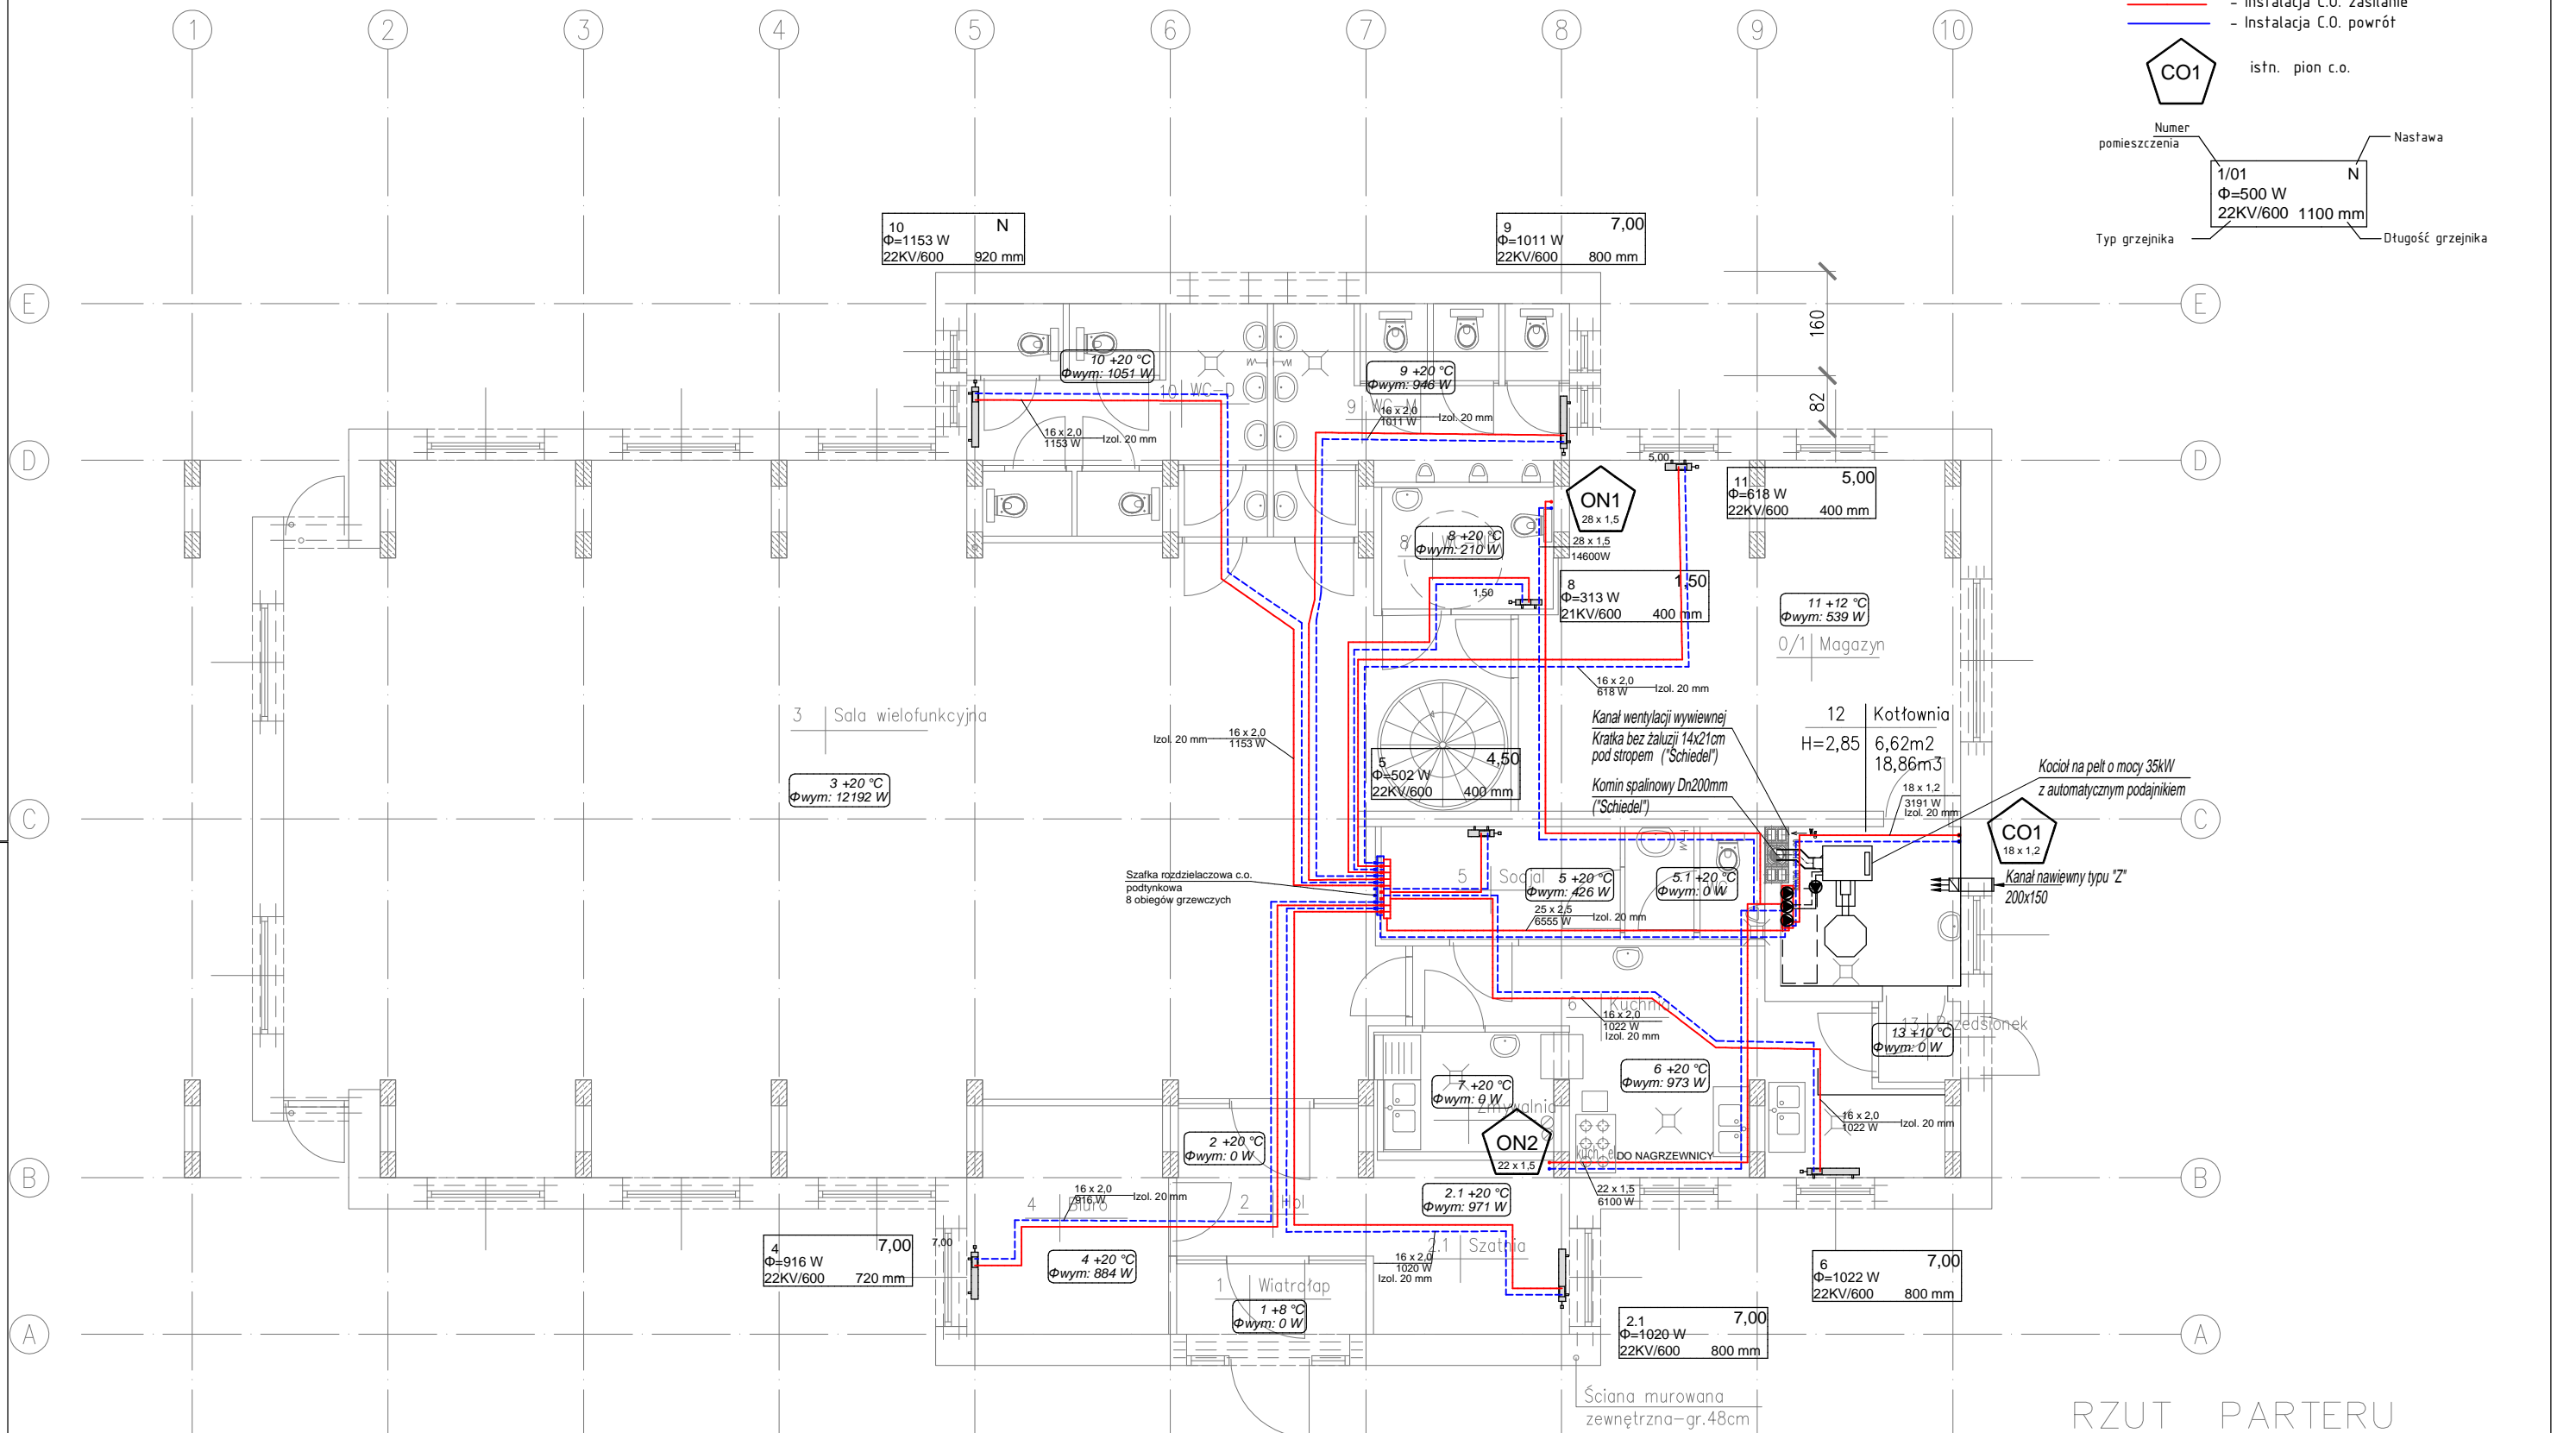 1 2 3 4 5 6 7 8 9 10
- Instalacja C.O. zasilanie
- Instalacja C.O. powrót
CO1
istn. pion c.o.
Numer
pomieszczenia
Nastawa
1/01 N
Φ=500 W
22KV/600 1100 mm
Typ grzejnika
Długość grzejnika
10 N
Φ=1153 W
22KV/600 920 mm
9 7,00
Φ=1011 W
22KV/600 800 mm
E
E
160
82
10 +20 °C
Φwym: 1051 W
10 WC-D
9 +20 °C
Φwym: 946 W
9 WC-M
16 x 2,0
1011 W
Izol. 20 mm
16 x 2,0
1153 W
Izol. 20 mm
D
D
5,00
11 5,00
Φ=618 W
22KV/600 400 mm
ON1
28 x 1,5
28 x 1,5
14600W
8 +20 °C
Φwym: 210 W
8
8 1,50
Φ=313 W
21KV/600 400 mm
1,50
11 +12 °C
Φwym: 539 W
0/1 Magazyn
16 x 2,0
618 W
Izol. 20 mm
3 Sala wielofunkcyjna
3 +20 °C
Φwym: 12192 W
Izol. 20 mm
16 x 2,0
1153 W
5 4,50
Φ=502 W
22KV/600 400 mm
Kanał wentylacji wywiewnej
Kratka bez żaluzji 14x21cm
pod stropem ("Schiedel")
Komin spalinowy Dn200mm
("Schiedel")
12 Kotłownia
H=2,85 6,62m2
18,86m3
Kocioł na pelt o mocy 35kW
z automatycznym podajnikiem
18 x 1,2
3191 W
Izol. 20 mm
C
C
CO1
18 x 1,2
Kanał nawiewny typu "Z"
200x150
Szafka rozdzielaczowa c.o.
podtynkowa
8 obiegów grzewczych
5 Socjal
5 +20 °C
Φwym: 426 W
5.1 +20 °C
Φwym: 0 W
25 x 2,5
6555 W
Izol. 20 mm
6 Kuchnia
16 x 2,0
1022 W
Izol. 20 mm
13 Przedsionek
13 +10 °C
Φwym: 0 W
7 +20 °C
Φwym: 0 W
Zmywalnia
6 +20 °C
Φwym: 973 W
16 x 2,0
1022 W
Izol. 20 mm
ON2
22 x 1,5
DO NAGRZEWNICY
2 +20 °C
Φwym: 0 W
B
B
22 x 1,5
6100 W
2.1 +20 °C
Φwym: 971 W
16 x 2,0
916 W
Izol. 20 mm
4 Biuro
2 Hol
2.1 Szatnia
4 7,00
Φ=916 W
22KV/600 720 mm
7,00
4 +20 °C
Φwym: 884 W
16 x 2,0
1020 W
Izol. 20 mm
1 Wiatrołap
1 +8 °C
Φwym: 0 W
6 7,00
Φ=1022 W
22KV/600 800 mm
2.1 7,00
Φ=1020 W
22KV/600 800 mm
A
A
Ściana murowana
zewnętrzna-gr.48cm
RZUT PARTERU